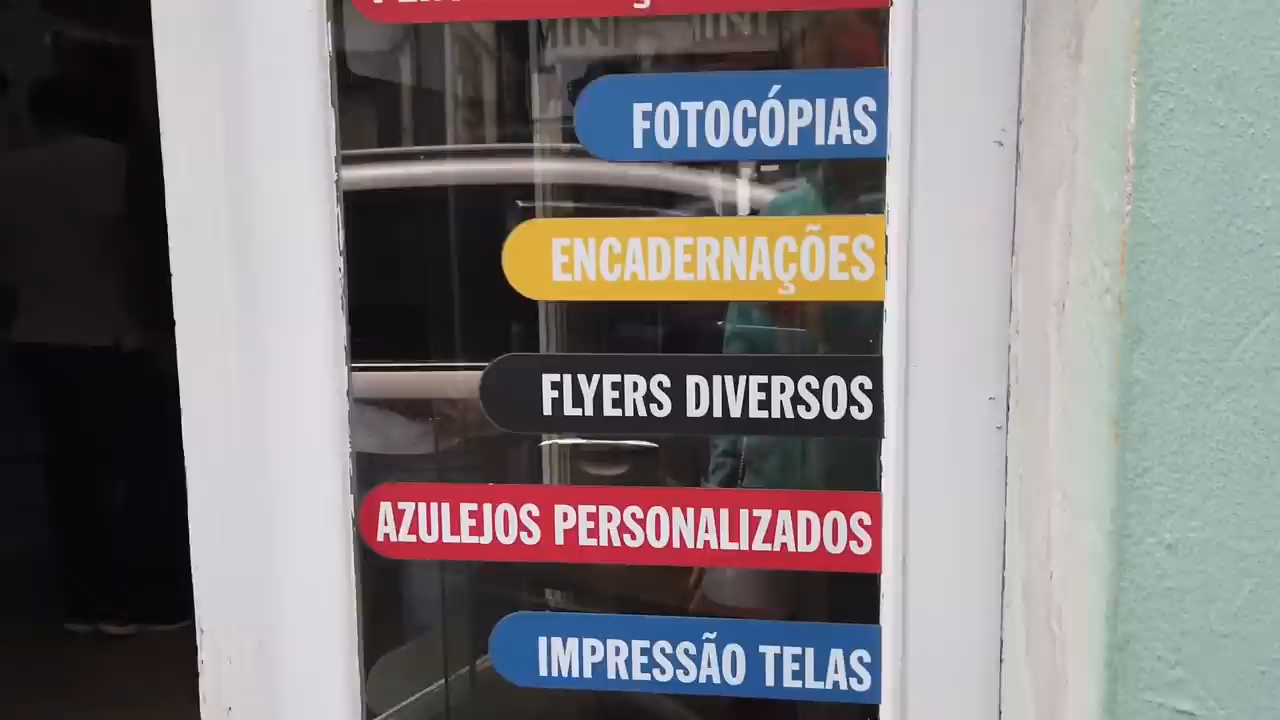 FOTOCÓPIAS
ENCADERNAÇÕES
FLYERS DIVERSOS
AZULEJOS PERSONALIZADOS
IMPRESSÃO TELAS